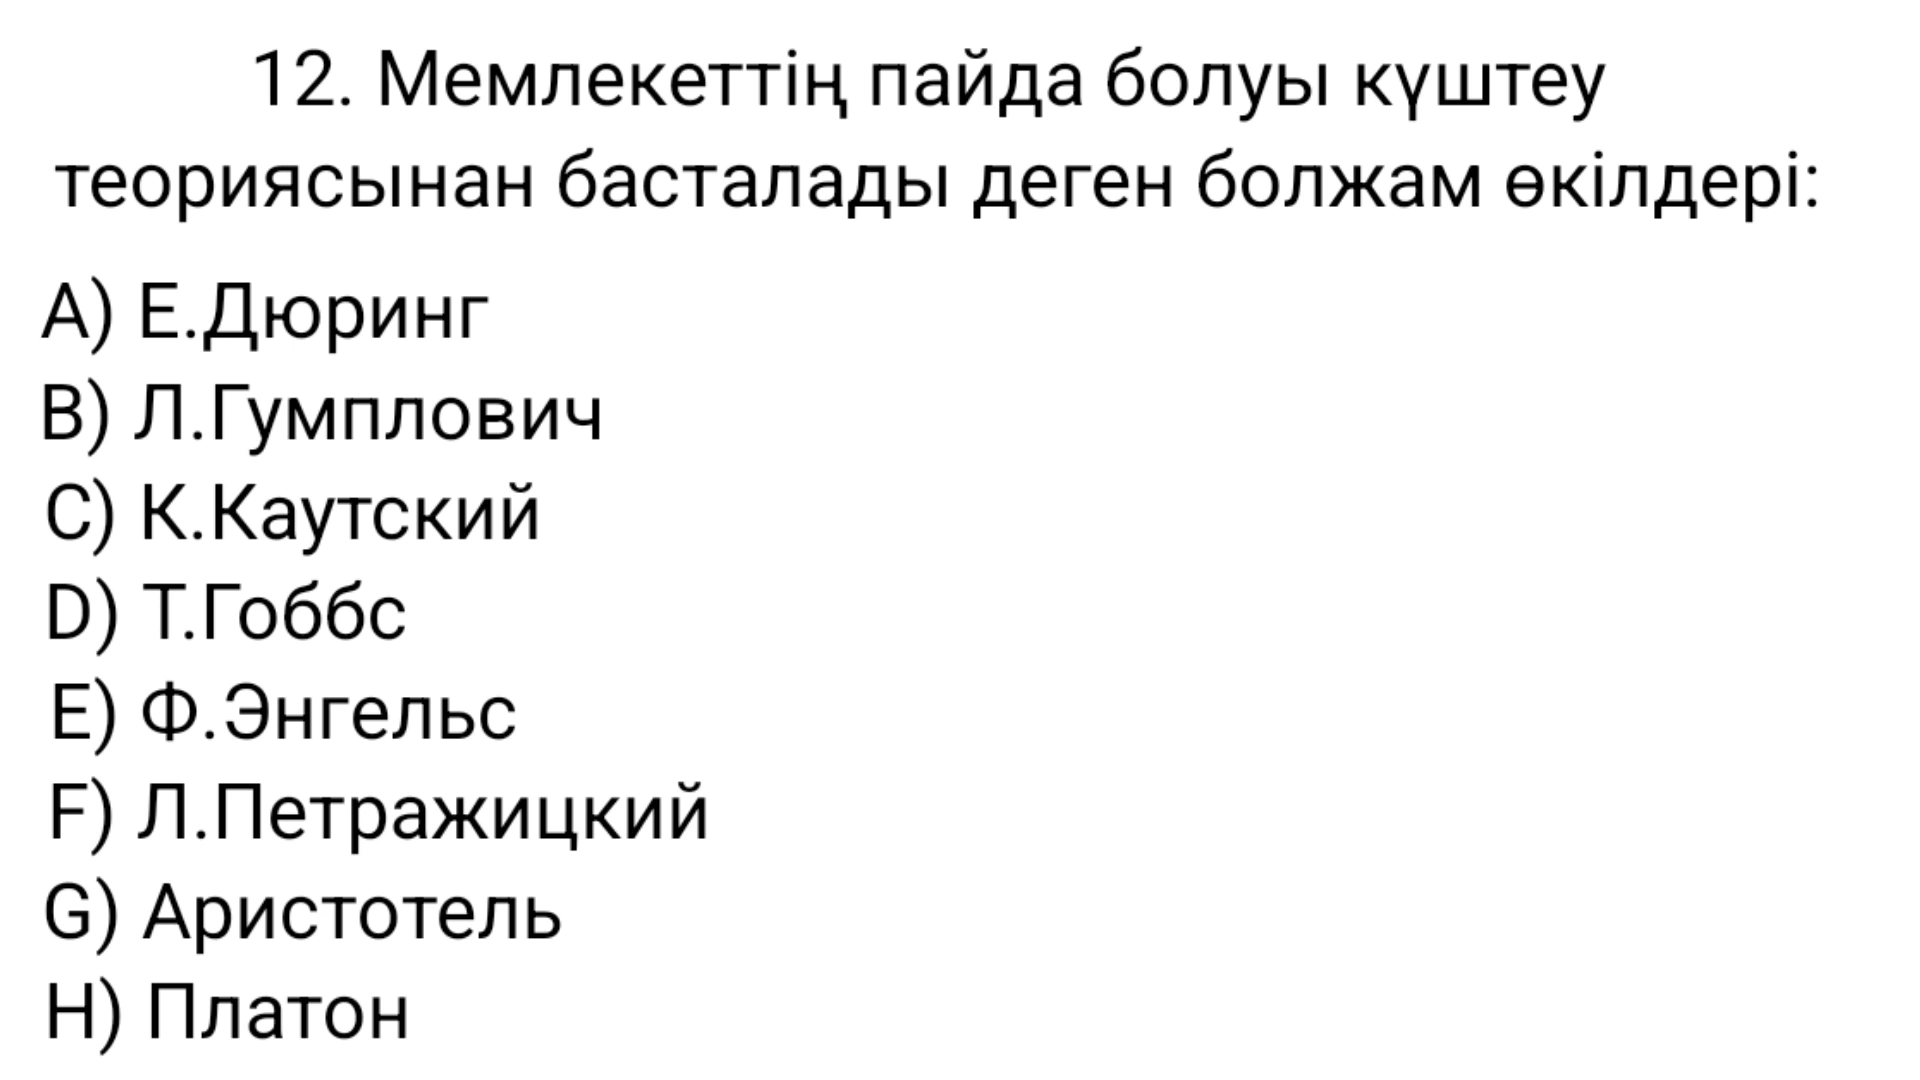 12. Мемлекеттің пайда болуы күштеу
теориясынан басталады деген болжам өкілдері:
A) Е.Дюринг
B) Л.Гумплович
C) К.Каутский
D) Т.Гоббс
E) Ф.Энгельс
F) Л.Петражицкий
G) Аристотель
H) Платон